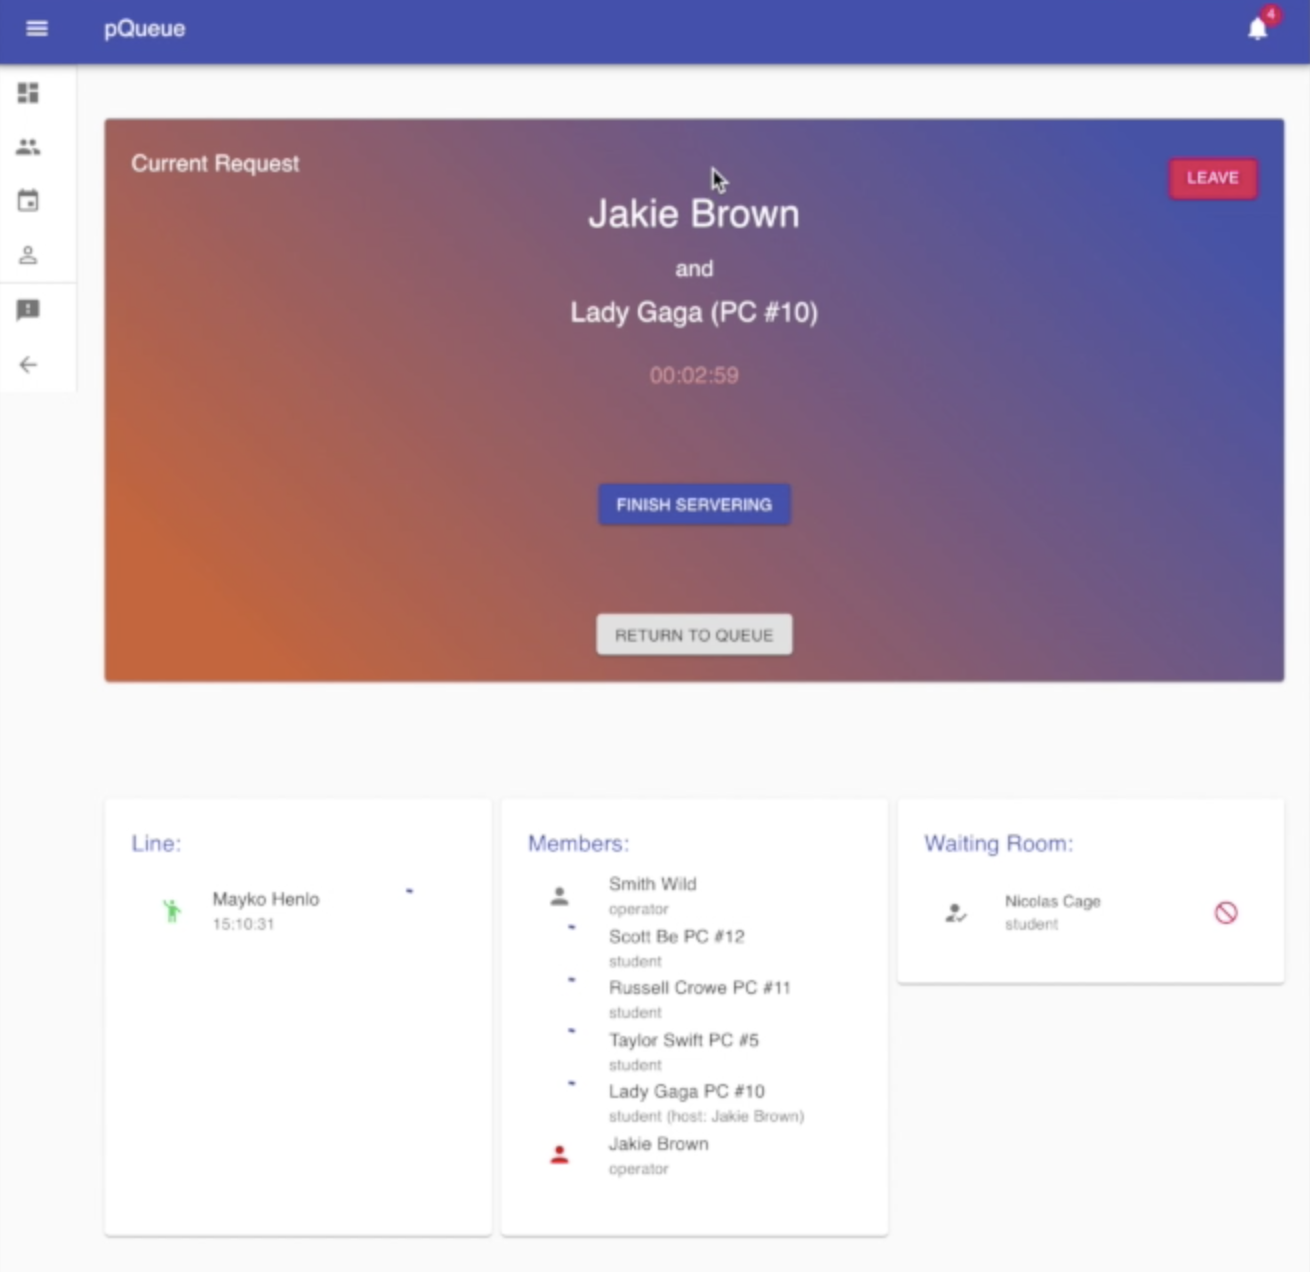 pQueue
4
Current Request
LEAVE
Jakie Brown
and
Lady Gaga (PC #10)
00:02:59
FINISH SERVERING
RETURN TO QUEUE
Line:
Mayko Henlo
15:10:31
Members:
Smith Wild
operator
Scott Be PC #12
student
Russell Crowe PC #11
student
Taylor Swift PC #5
student
Lady Gaga PC #10
student (host: Jakie Brown)
Jakie Brown
operator
Waiting Room:
Nicolas Cage
student